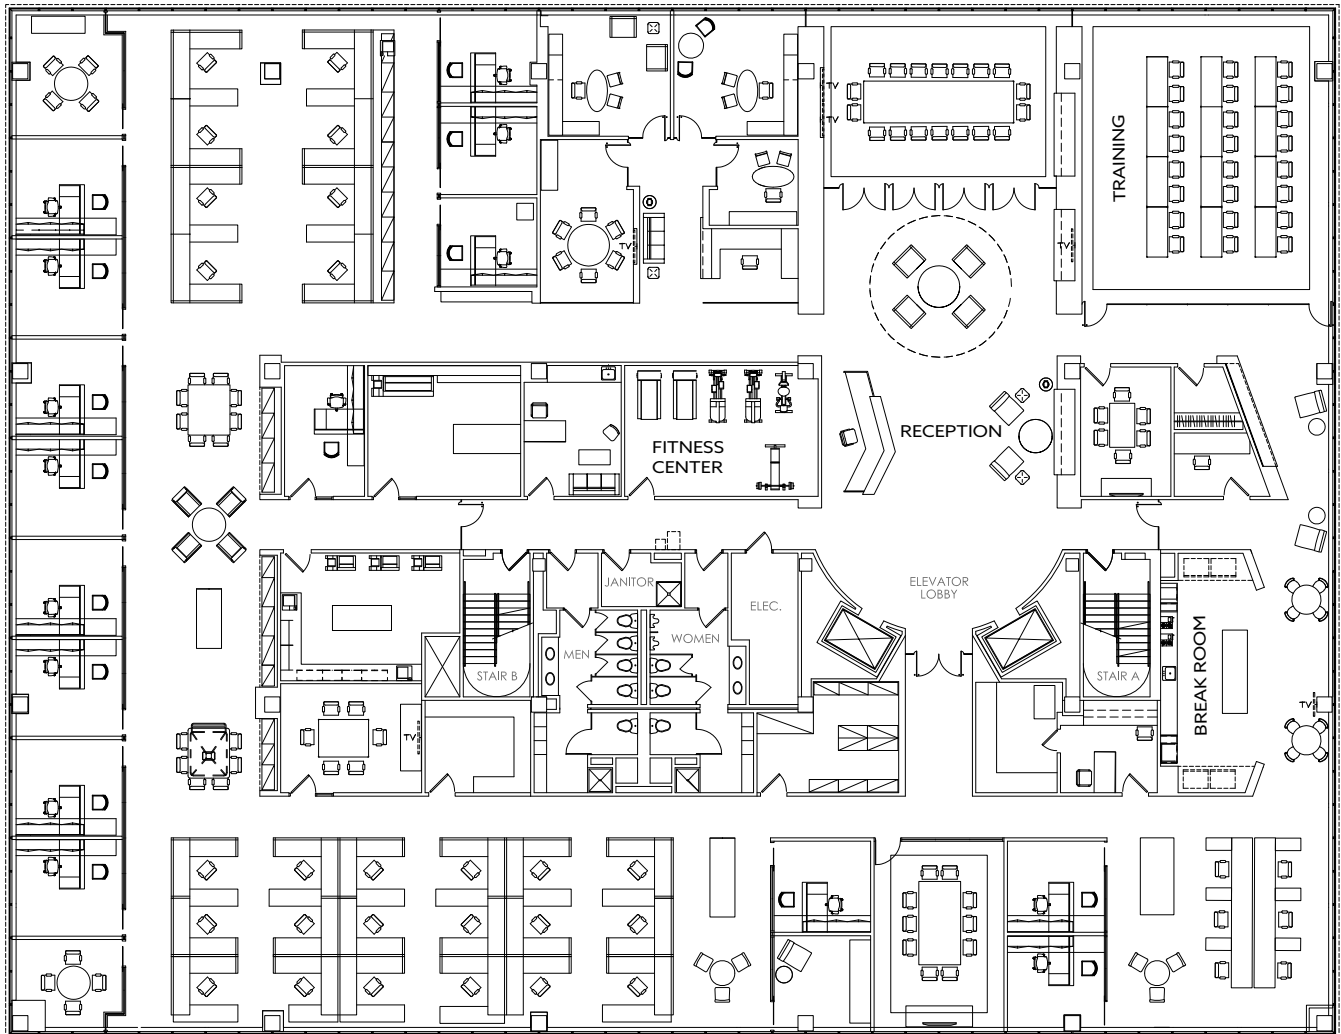 TV
TV
TRAINING
TV
TV
RECEPTION
FITNESS
CENTER
JANITOR
ELEC.
ELEVATOR
LOBBY
MEN
WOMEN
STAIR B
STAIR A
BREAK ROOM
TV
TV